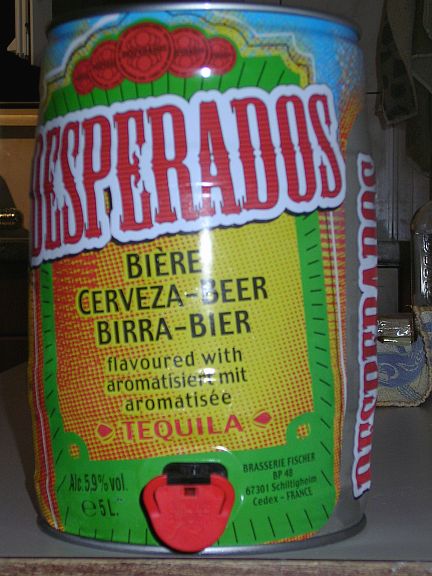 DESPERADOS
BIÈRE
CERVEZA-BEER
BIRRA-BIER
flavoured with
aromatisiert mit
aromatisée
TEQUILA
Alc. 5,9% vol.
e 5 L.
BRASSERIE FISCHER
BP 48
67301 Schiltigheim
Cedex - FRANCE
DESPERADOS